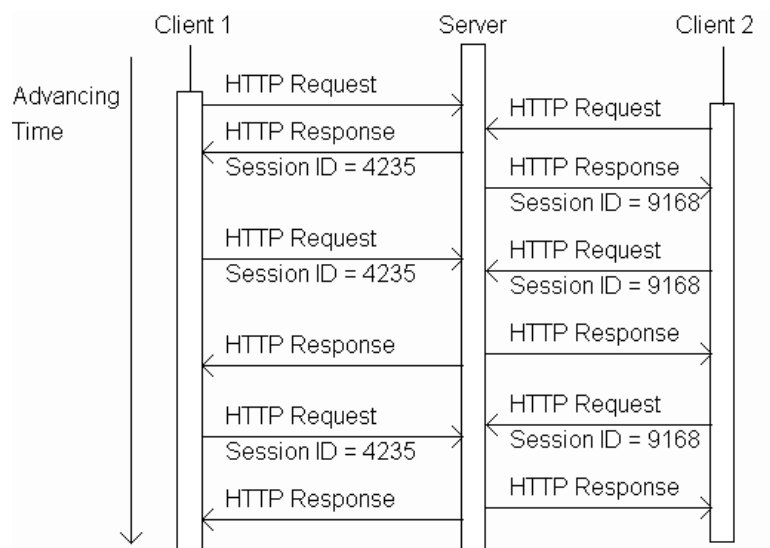 Client 1
Server
Client 2
Advancing
Time
HTTP Request
HTTP Request
HTTP Response
Session ID = 4235
HTTP Response
Session ID = 9168
HTTP Request
Session ID = 4235
HTTP Request
Session ID = 9168
HTTP Response
HTTP Response
HTTP Request
Session ID = 4235
HTTP Request
Session ID = 9168
HTTP Response
HTTP Response